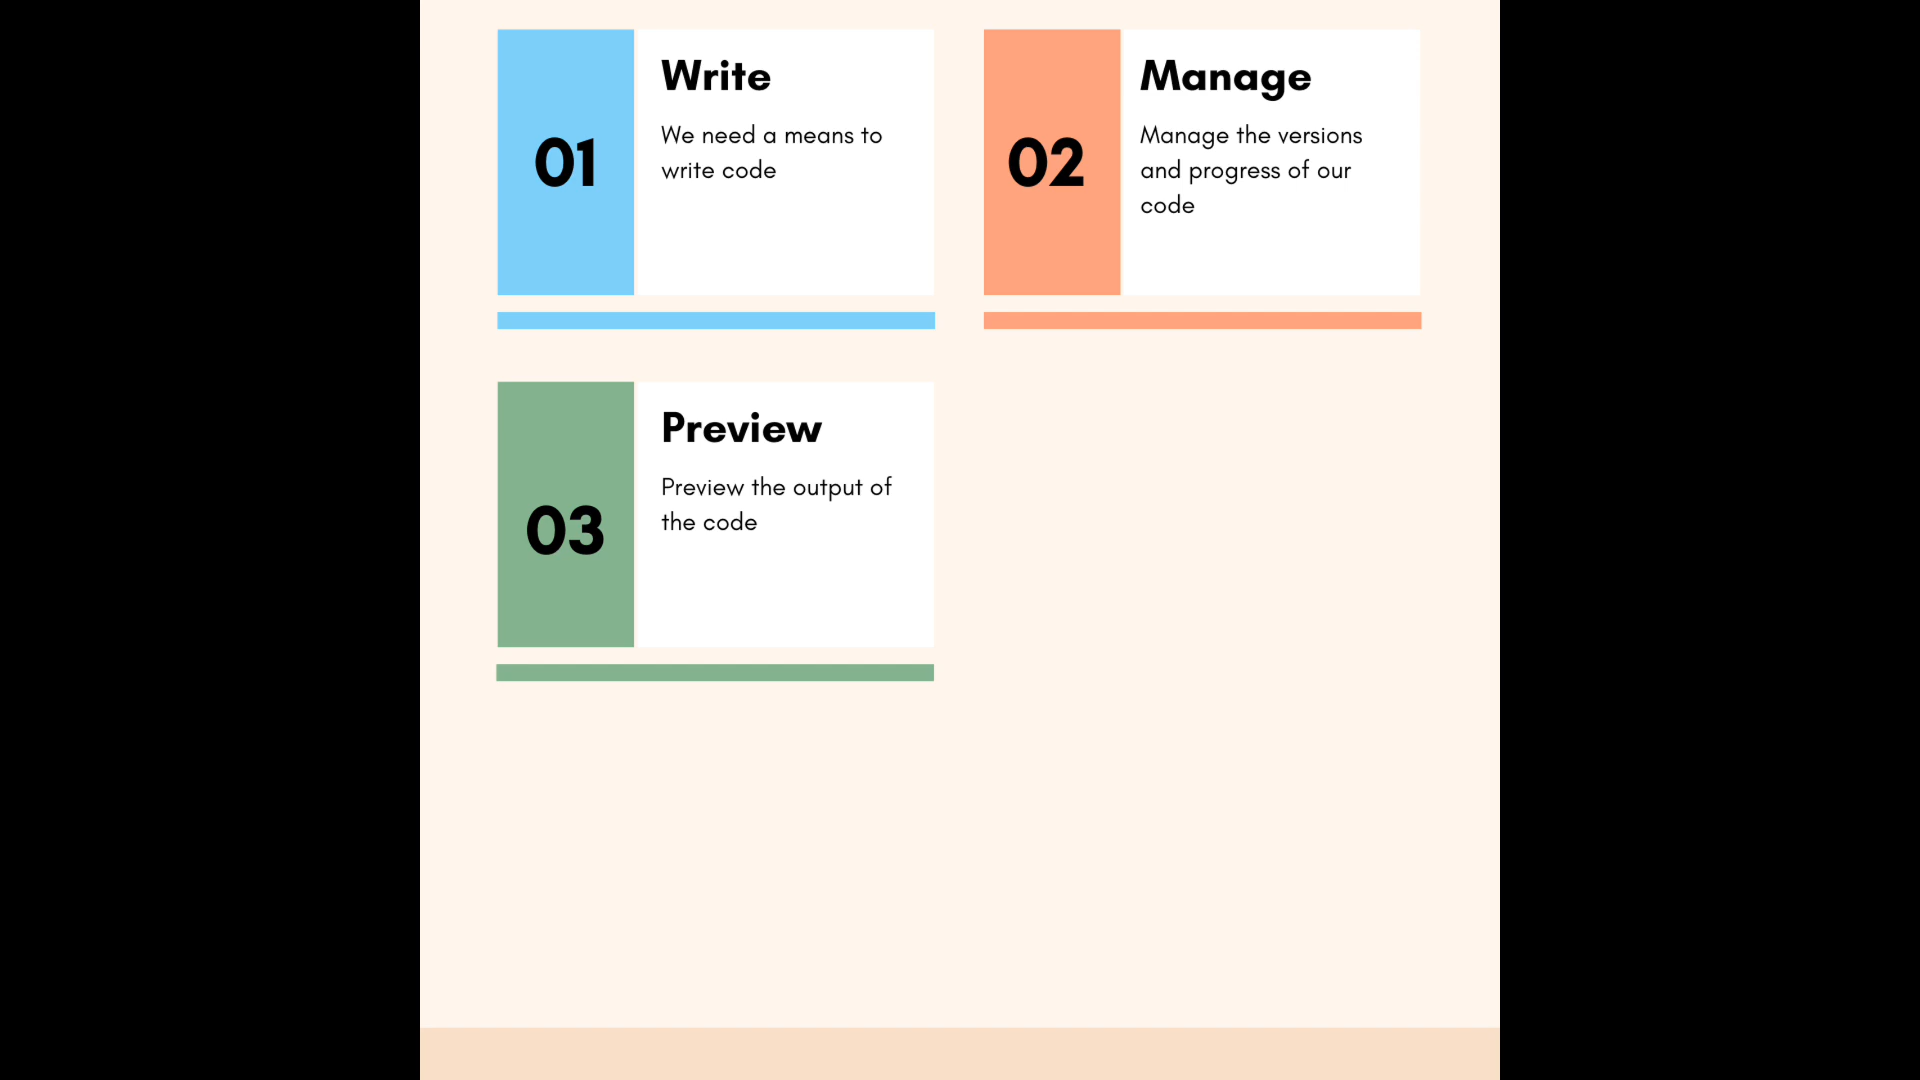 01
Write
We need a means to
write code
02
Manage
Manage the versions
and progress of our
code
03
Preview
Preview the output of
the code